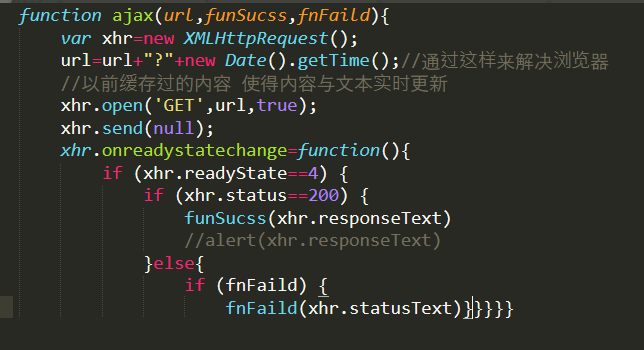 function ajax(url,funSucss,fnFaild){
var xhr=new XMLHttpRequest();
url=url+"?"+new Date().getTime();//通过这样来解决浏览器
//以前缓存过的内容 使得内容与文本实时更新
xhr.open('GET',url,true);
xhr.send(null);
xhr.onreadystatechange=function(){
if (xhr.readyState==4) {
if (xhr.status==200) {
funSucss(xhr.responseText)
//alert(xhr.responseText)
}else{
if (fnFaild) {
fnFaild(xhr.statusText)}}}}}